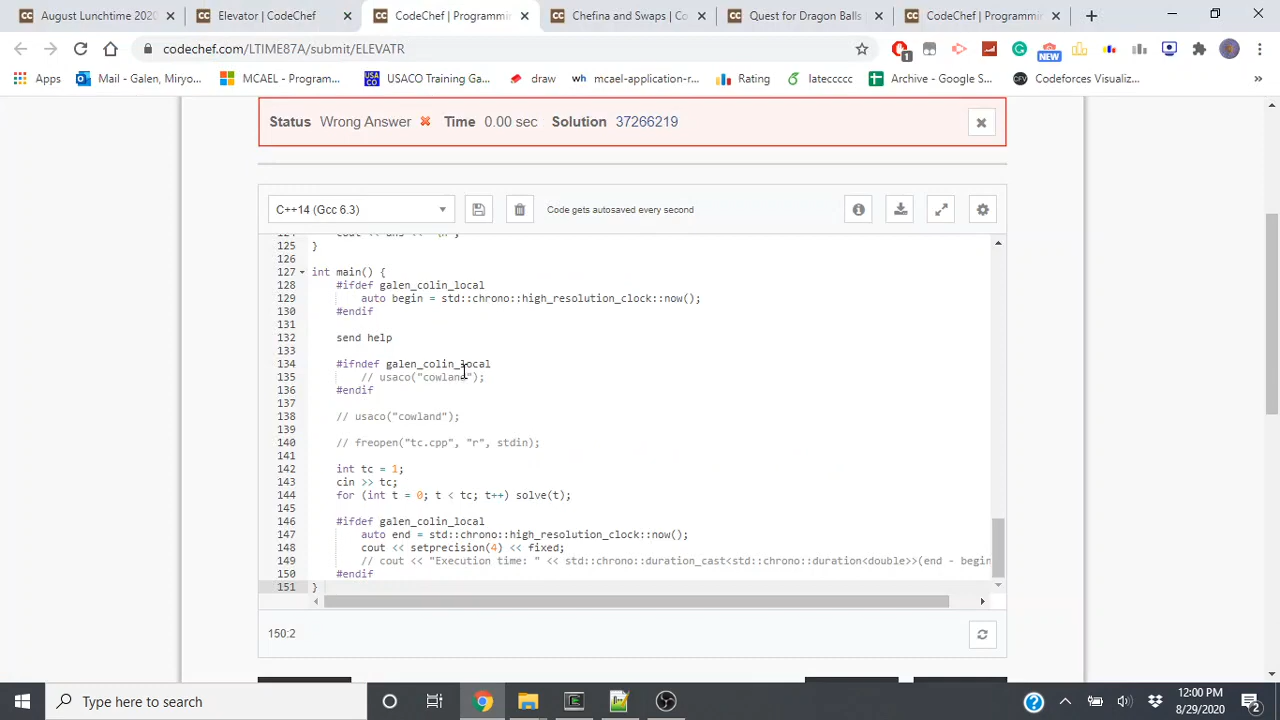 August Lunchtime 2020
Elevator | CodeChef
CodeChef | Programmin
Chefina and Swaps | Co
Quest for Dragon Balls
CodeChef | Programmin
codechef.com/LTIME87A/submit/ELEVATR
1
NEW
Apps
Mail - Galen, Miryo...
MCAEL - Program...
USACO Training Ga...
draw
wh mcael-application-r...
Rating
lateccccc
Archive - Google S...
Codeforces Visualiz...
»
Status Wrong Answer Time 0.00 sec Solution 37266219
C++14 (Gcc 6.3)
Code gets autosaved every second
125 }
126
127 int main() {
128 #ifdef galen_colin_local
129 auto begin = std::chrono::high_resolution_clock::now();
130 #endif
131
132 send help
133
134 #ifndef galen_colin_local
135 // usaco("cowland");
136 #endif
137
138 // usaco("cowland");
139
140 // freopen("tc.cpp", "r", stdin);
141
142 int tc = 1;
143 cin >> tc;
144 for (int t = 0; t < tc; t++) solve(t);
145
146 #ifdef galen_colin_local
147 auto end = std::chrono::high_resolution_clock::now();
148 cout << setprecision(4) << fixed;
149 // cout << "Execution time: " << std::chrono::duration_cast<std::chrono::duration<double>>(end - begin
150 #endif
151 }
150:2
Type here to search
12:00 PM
8/29/2020
2